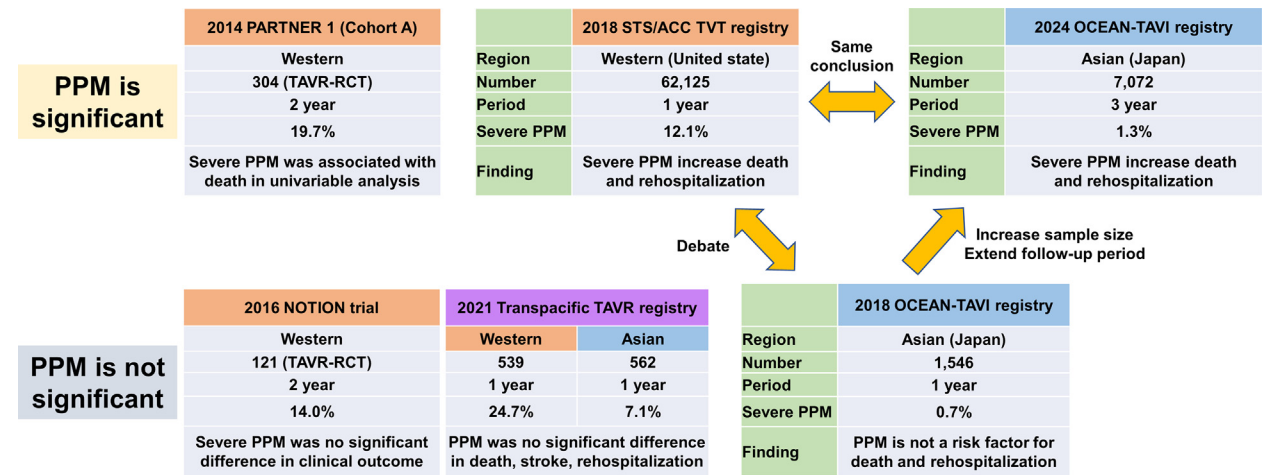 PPM is
significant
2014 PARTNER 1 (Cohort A)
Western
304 (TAVR-RCT)
2 year
19.7%
Severe PPM was associated with
death in univariable analysis
2018 STS/ACC TVT registry
Region Western (United state)
Number 62,125
Period 1 year
Severe PPM 12.1%
Finding Severe PPM increase death
and rehospitalization
Same
conclusion
2024 OCEAN-TAVI registry
Region Asian (Japan)
Number 7,072
Period 3 year
Severe PPM 1.3%
Finding Severe PPM increase death
and rehospitalization
Debate
Increase sample size
Extend follow-up period
PPM is not
significant
2016 NOTION trial
Western
121 (TAVR-RCT)
2 year
14.0%
Severe PPM was no significant
difference in clinical outcome
2021 Transpacific TAVR registry
Western Asian
539 562
1 year 1 year
24.7% 7.1%
PPM was no significant difference
in death, stroke, rehospitalization
2018 OCEAN-TAVI registry
Region Asian (Japan)
Number 1,546
Period 1 year
Severe PPM 0.7%
Finding PPM is not a risk factor for
death and rehospitalization